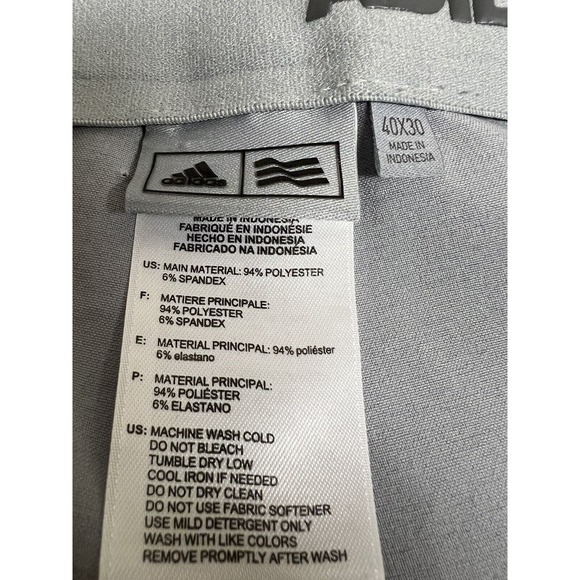 40X30
MADE IN
INDONESIA
adidas
MADE IN INDONESIA
FABRIQUÉ EN INDONÉSIE
HECHO EN INDONESIA
FABRICADO NA INDONÉSIA
US: MAIN MATERIAL: 94% POLYESTER
6% SPANDEX
F: MATIERE PRINCIPALE:
94% POLYESTER
6% SPANDEX
E: MATERIAL PRINCIPAL: 94% poliéster
6% elastano
P: MATERIAL PRINCIPAL:
94% POLIÉSTER
6% ELASTANO
US: MACHINE WASH COLD
DO NOT BLEACH
TUMBLE DRY LOW
COOL IRON IF NEEDED
DO NOT DRY CLEAN
DO NOT USE FABRIC SOFTENER
USE MILD DETERGENT ONLY
WASH WITH LIKE COLORS
REMOVE PROMPTLY AFTER WASH